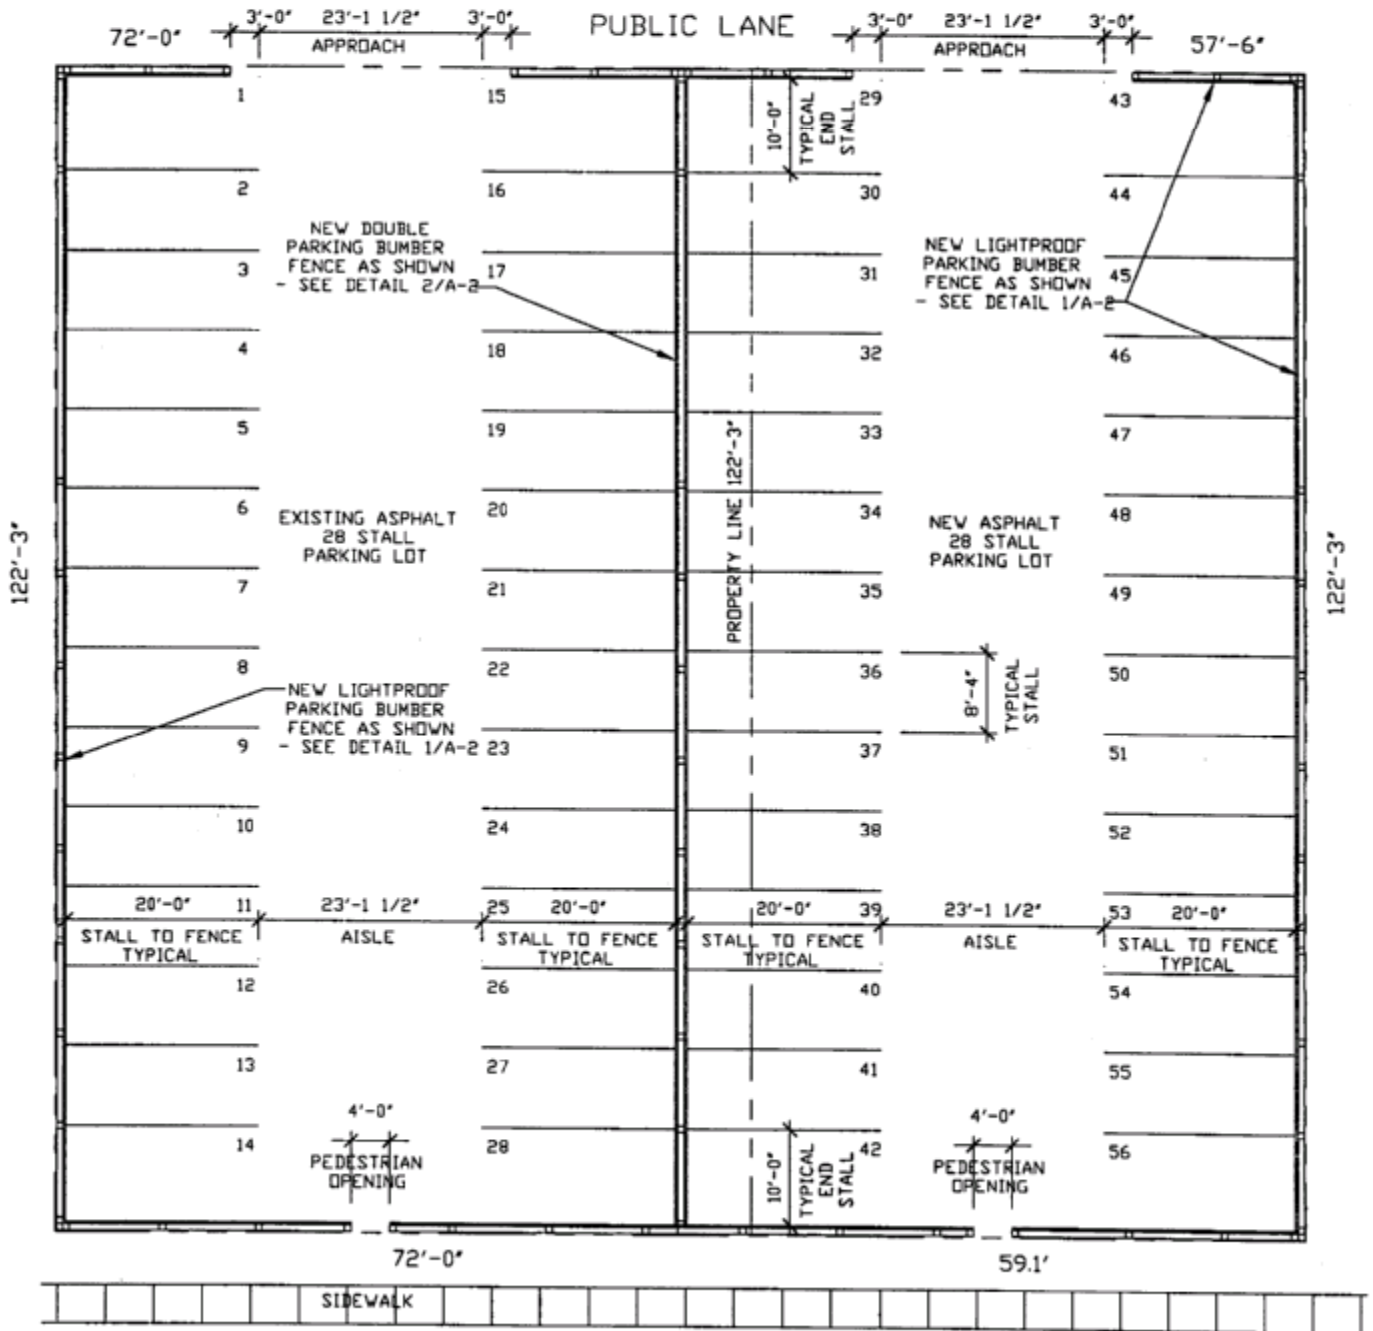 PUBLIC LANE
72'-0"
3'-0" 23'-1 1/2" 3'-0"
APPROACH
3'-0" 23'-1 1/2" 3'-0"
APPROACH
57'-6"
1 15 29 43
10'-0"
TYPICAL
END
STALL
2 16 30 44
NEW DOUBLE
PARKING BUMBER
FENCE AS SHOWN
- SEE DETAIL 2/A-2
NEW LIGHTPROOF
PARKING BUMBER
FENCE AS SHOWN
- SEE DETAIL 1/A-2
3 17 31 45
4 18 32 46
5 19 33 47
PROPERTY LINE 122'-3"
6 20 34 48
EXISTING ASPHALT
28 STALL
PARKING LOT
NEW ASPHALT
28 STALL
PARKING LOT
122'-3"
122'-3"
7 21 35 49
8 22 36 50
8'-4"
TYPICAL
STALL
NEW LIGHTPROOF
PARKING BUMBER
FENCE AS SHOWN
- SEE DETAIL 1/A-2
9 23 37 51
10 24 38 52
20'-0" 11 23'-1 1/2" 25 20'-0" 20'-0" 39 23'-1 1/2" 53 20'-0"
STALL TO FENCE
TYPICAL
AISLE
STALL TO FENCE
TYPICAL
STALL TO FENCE
TYPICAL
AISLE
STALL TO FENCE
TYPICAL
12 26 40 54
13 27 41 55
4'-0"
4'-0"
14 28 42 56
PEDESTRIAN
OPENING
10'-0"
TYPICAL
END
STALL
PEDESTRIAN
OPENING
72'-0"
59.1'
SIDEWALK